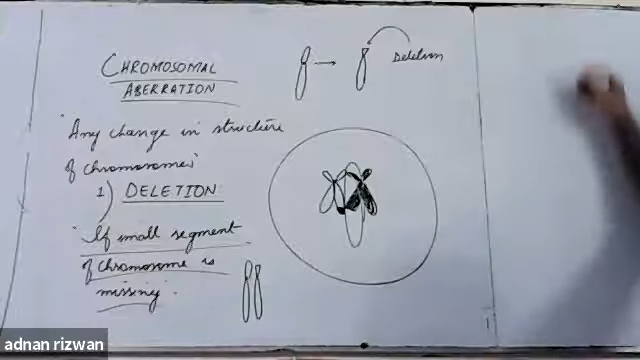 CHROMOSOMAL
ABERRATION
Deletion
"Any change in structure
of chromosomes"
1) DELETION
"If small segment
of chromosome is
missing".
adnan rizwan